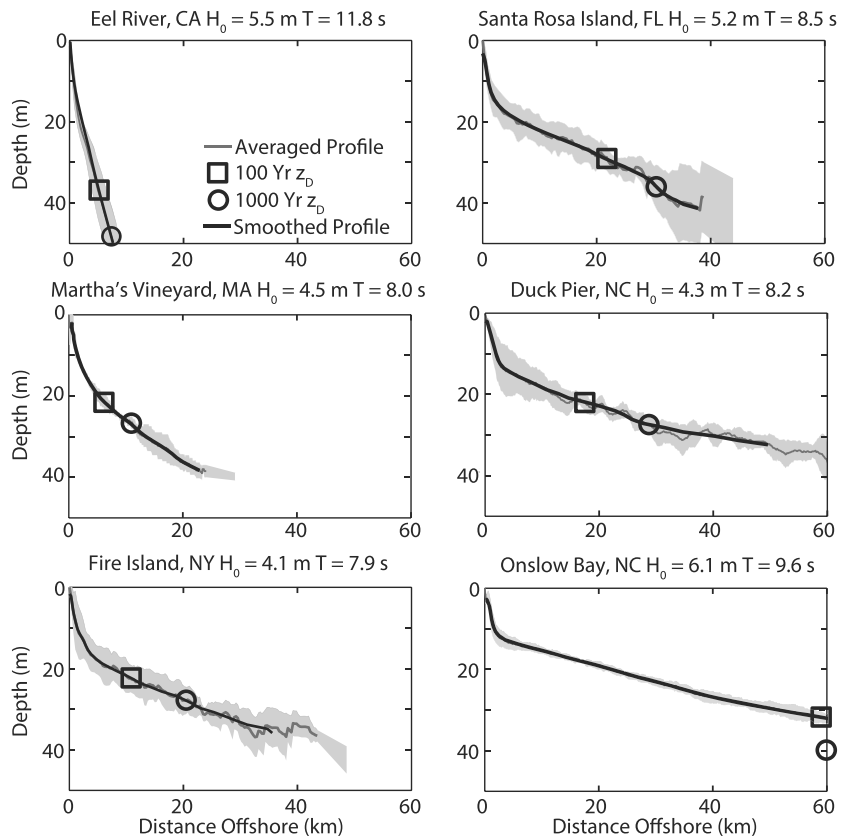 Eel River, CA H₀ = 5.5 m T = 11.8 s
0
20
40
Depth (m)
Averaged Profile
100 Yr z_D
1000 Yr z_D
Smoothed Profile
0 20 40 60
Santa Rosa Island, FL H₀ = 5.2 m T = 8.5 s
0
20
40
0 20 40 60
Martha's Vineyard, MA H₀ = 4.5 m T = 8.0 s
0
20
40
Depth (m)
0 20 40 60
Duck Pier, NC H₀ = 4.3 m T = 8.2 s
0
20
40
0 20 40 60
Fire Island, NY H₀ = 4.1 m T = 7.9 s
0
20
40
Depth (m)
0 20 40 60
Distance Offshore (km)
Onslow Bay, NC H₀ = 6.1 m T = 9.6 s
0
20
40
0 20 40 60
Distance Offshore (km)